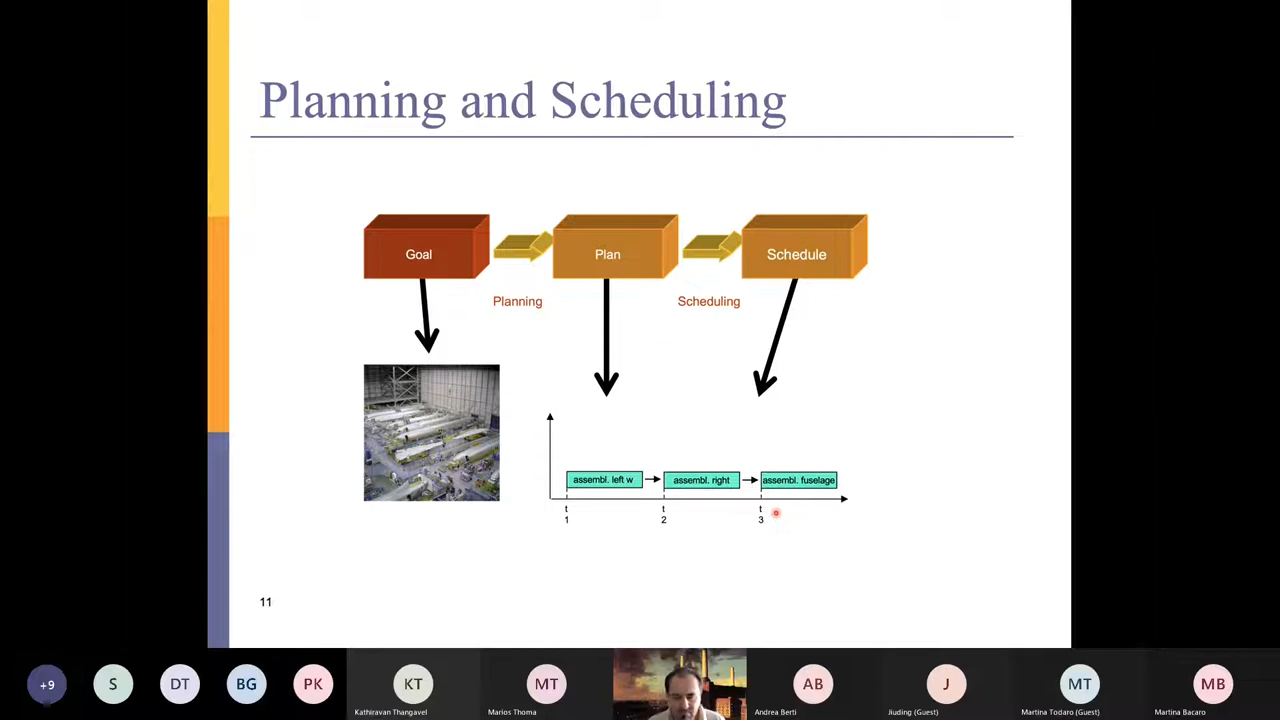 Planning and Scheduling
Goal
Plan
Schedule
Planning
Scheduling
assembl. left w
assembl. right
assembl. fuselage
t
1
t
2
t
3
11
+9
S
DT
BG
PK
KT
Kathiravan Thangavel
MT
Marios Thoma
AB
Andrea Berti
J
Jiuding (Guest)
MT
Martina Todaro (Guest)
MB
Martina Bacaro